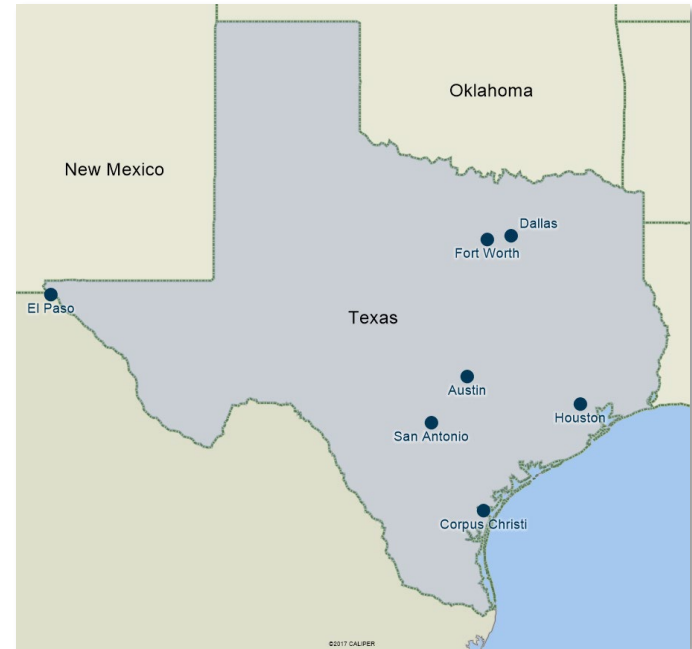 Oklahoma
New Mexico
Dallas
Fort Worth
El Paso
Texas
Austin
Houston
San Antonio
Corpus Christi
©2017 CALIPER